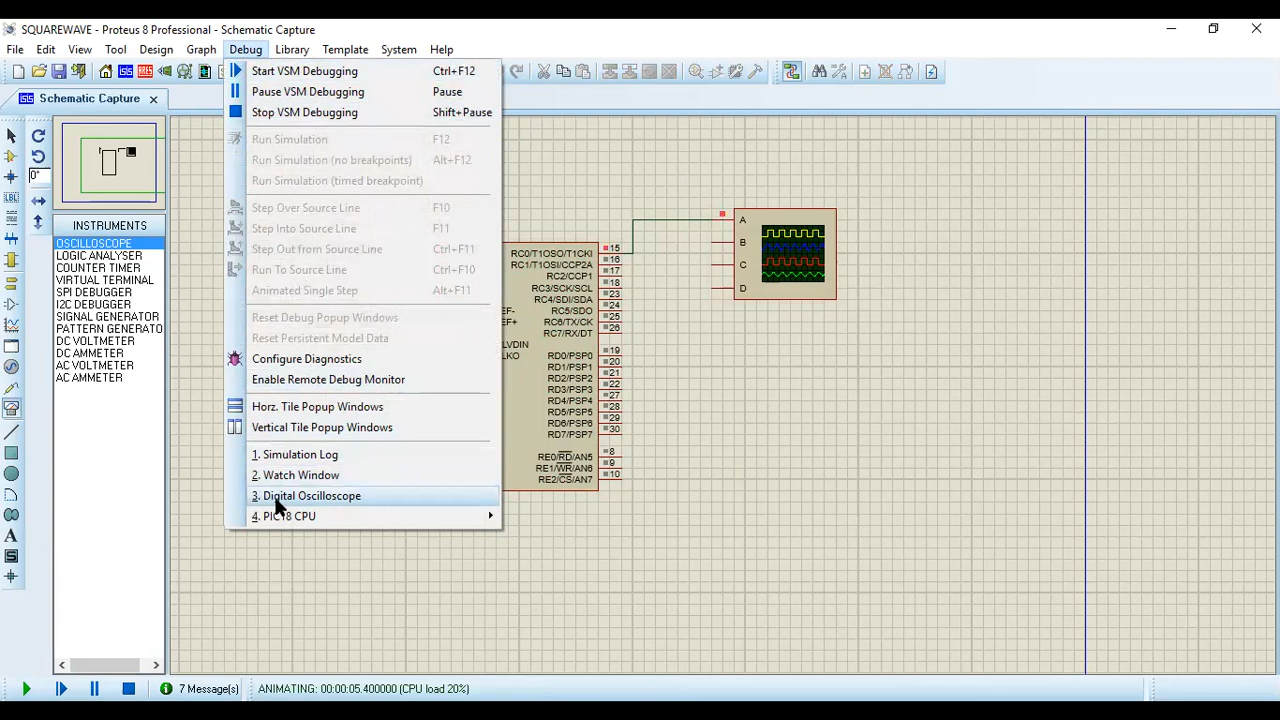 SQUAREWAVE - Proteus 8 Professional - Schematic Capture
File Edit View Tool Design Graph Debug Library Template System Help
Schematic Capture
Start VSM Debugging Ctrl+F12
Pause VSM Debugging Pause
Stop VSM Debugging Shift+Pause
Run Simulation F12
Run Simulation (no breakpoints) Alt+F12
Run Simulation (timed breakpoint)
Step Over Source Line F10
Step Into Source Line F11
Step Out from Source Line Ctrl+F11
Run To Source Line Ctrl+F10
Animated Single Step Alt+F11
Reset Debug Popup Windows
Reset Persistent Model Data
Configure Diagnostics
Enable Remote Debug Monitor
Horz. Tile Popup Windows
Vertical Tile Popup Windows
1. Simulation Log
2. Watch Window
3. Digital Oscilloscope
4. PIC18 CPU
LBL
0°
INSTRUMENTS
OSCILLOSCOPE
LOGIC ANALYSER
COUNTERTIMER
VIRTUAL TERMINAL
SPI DEBUGGER
I2C DEBUGGER
SIGNAL GENERATOR
PATTERN GENERATO
DC VOLTMETER
DC AMMETER
AC VOLTMETER
AC AMMETER
RC0/T1OSO/T1CKI 15
RC1/T1OSI/CCP2A 16
RC2/CCP1 17
RC3/SCK/SCL 18
RC4/SDI/SDA 23
RC5/SDO 24
RC6/TX/CK 25
RC7/RX/DT 26
EF-
EF+
LVDIN
LKO
RD0/PSP0 19
RD1/PSP1 20
RD2/PSP2 21
RD3/PSP3 22
RD4/PSP4 27
RD5/PSP5 28
RD6/PSP6 29
RD7/PSP7 30
RE0/RD/AN5 8
RE1/WR/AN6 9
RE2/CS/AN7 10
A
B
C
D
7 Message(s) ANIMATING: 00:00:05.400000 (CPU load 20%)